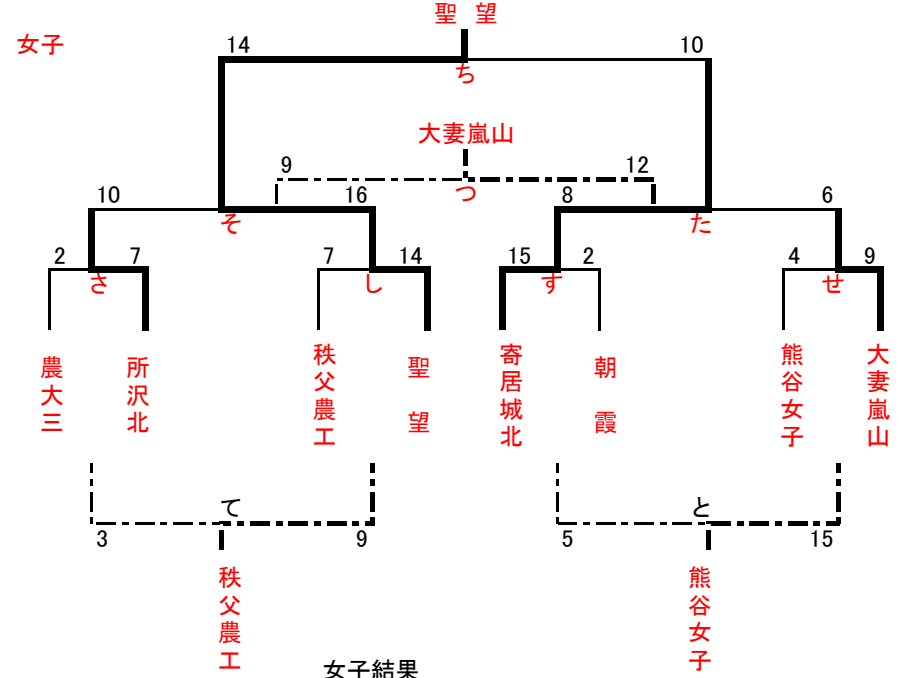 聖 望
女子
14
10
ち
大妻嵐山
9
12
つ
10
16
8
6
そ
た
2
7
7
14
15
2
4
9
さ
し
す
せ
農大三
所沢北
秩父農工
聖 望
寄居城北
朝 霞
熊谷女子
大妻嵐山
て
と
3
9
5
15
秩父農工
熊谷女子
女子結果